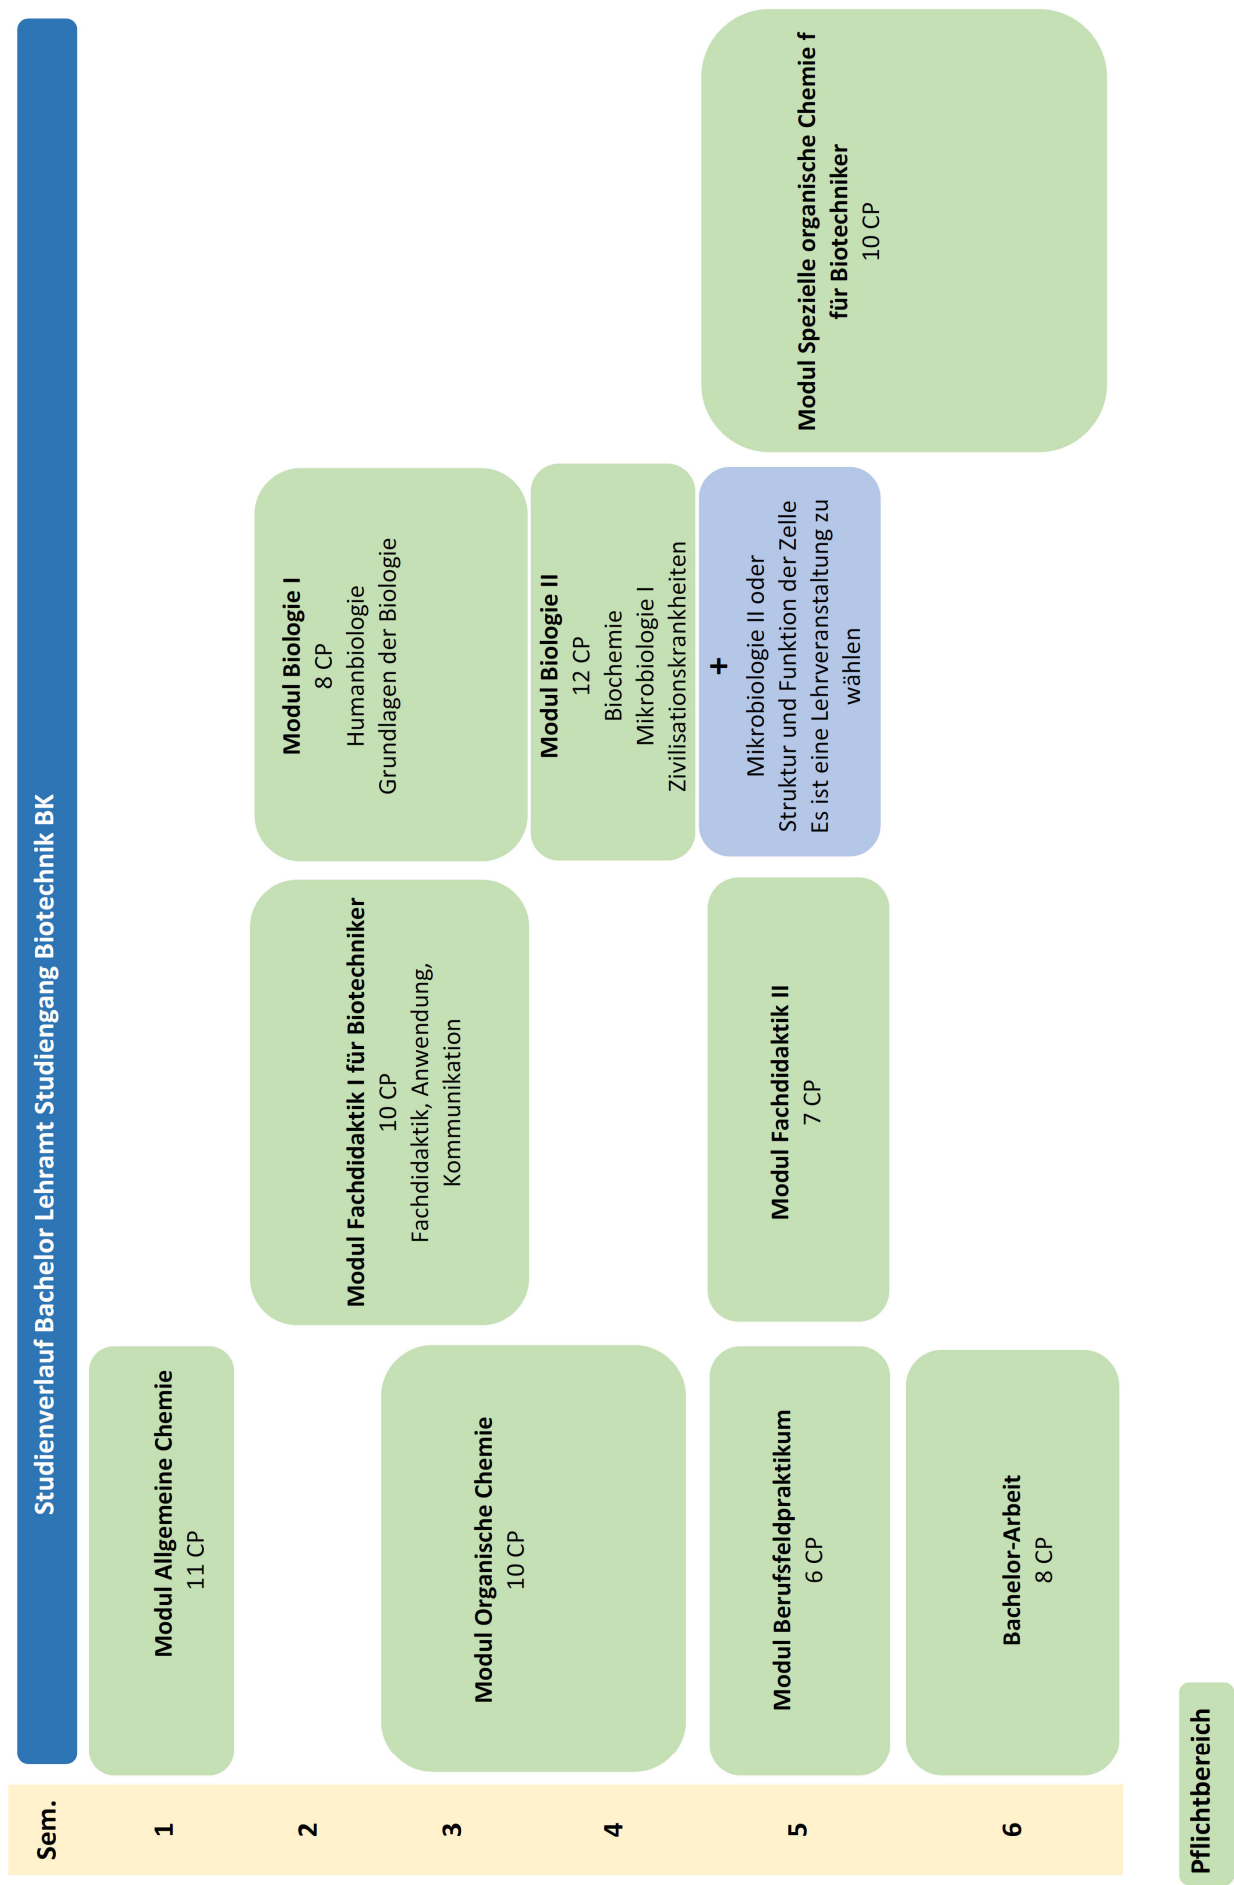 Studienverlauf Bachelor Lehramt Studiengang Biotechnik BK
Sem.
1
Modul Allgemeine Chemie
11 CP
2
3
4
5
6
Modul Fachdidaktik I für Biotechniker
10 CP
Fachdidaktik, Anwendung,
Kommunikation
Modul Biologie I
8 CP
Humanbiologie
Grundlagen der Biologie
Modul Organische Chemie
10 CP
Modul Biologie II
12 CP
Biochemie
Mikrobiologie I
Zivilisationskrankheiten
Modul Berufsfeldpraktikum
6 CP
Modul Fachdidaktik II
7 CP
+
Mikrobiologie II oder
Struktur und Funktion der Zelle
Es ist eine Lehrveranstaltung zu
wählen
Modul Spezielle organische Chemie f
für Biotechniker
10 CP
Bachelor-Arbeit
8 CP
Pflichtbereich